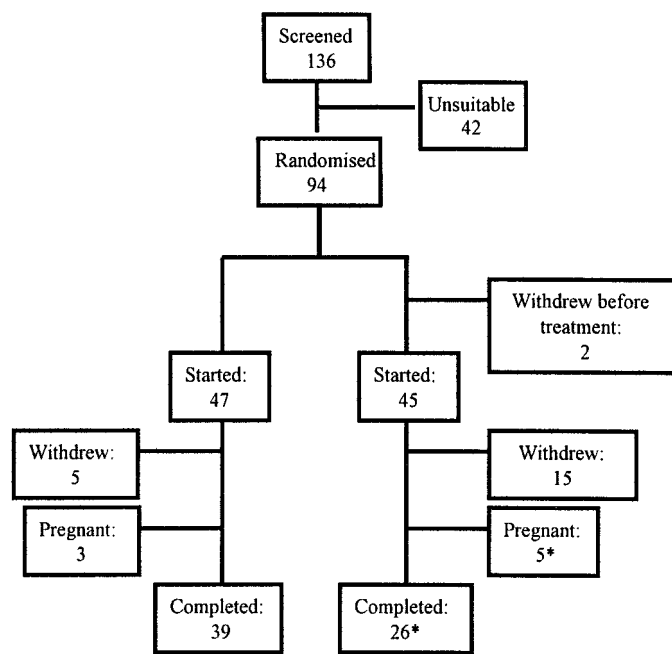 Screened
136
Unsuitable
42
Randomised
94
Withdrew before
treatment:
2
Started:
47
Started:
45
Withdrew:
5
Withdrew:
15
Pregnant:
3
Pregnant:
5*
Completed:
39
Completed:
26*